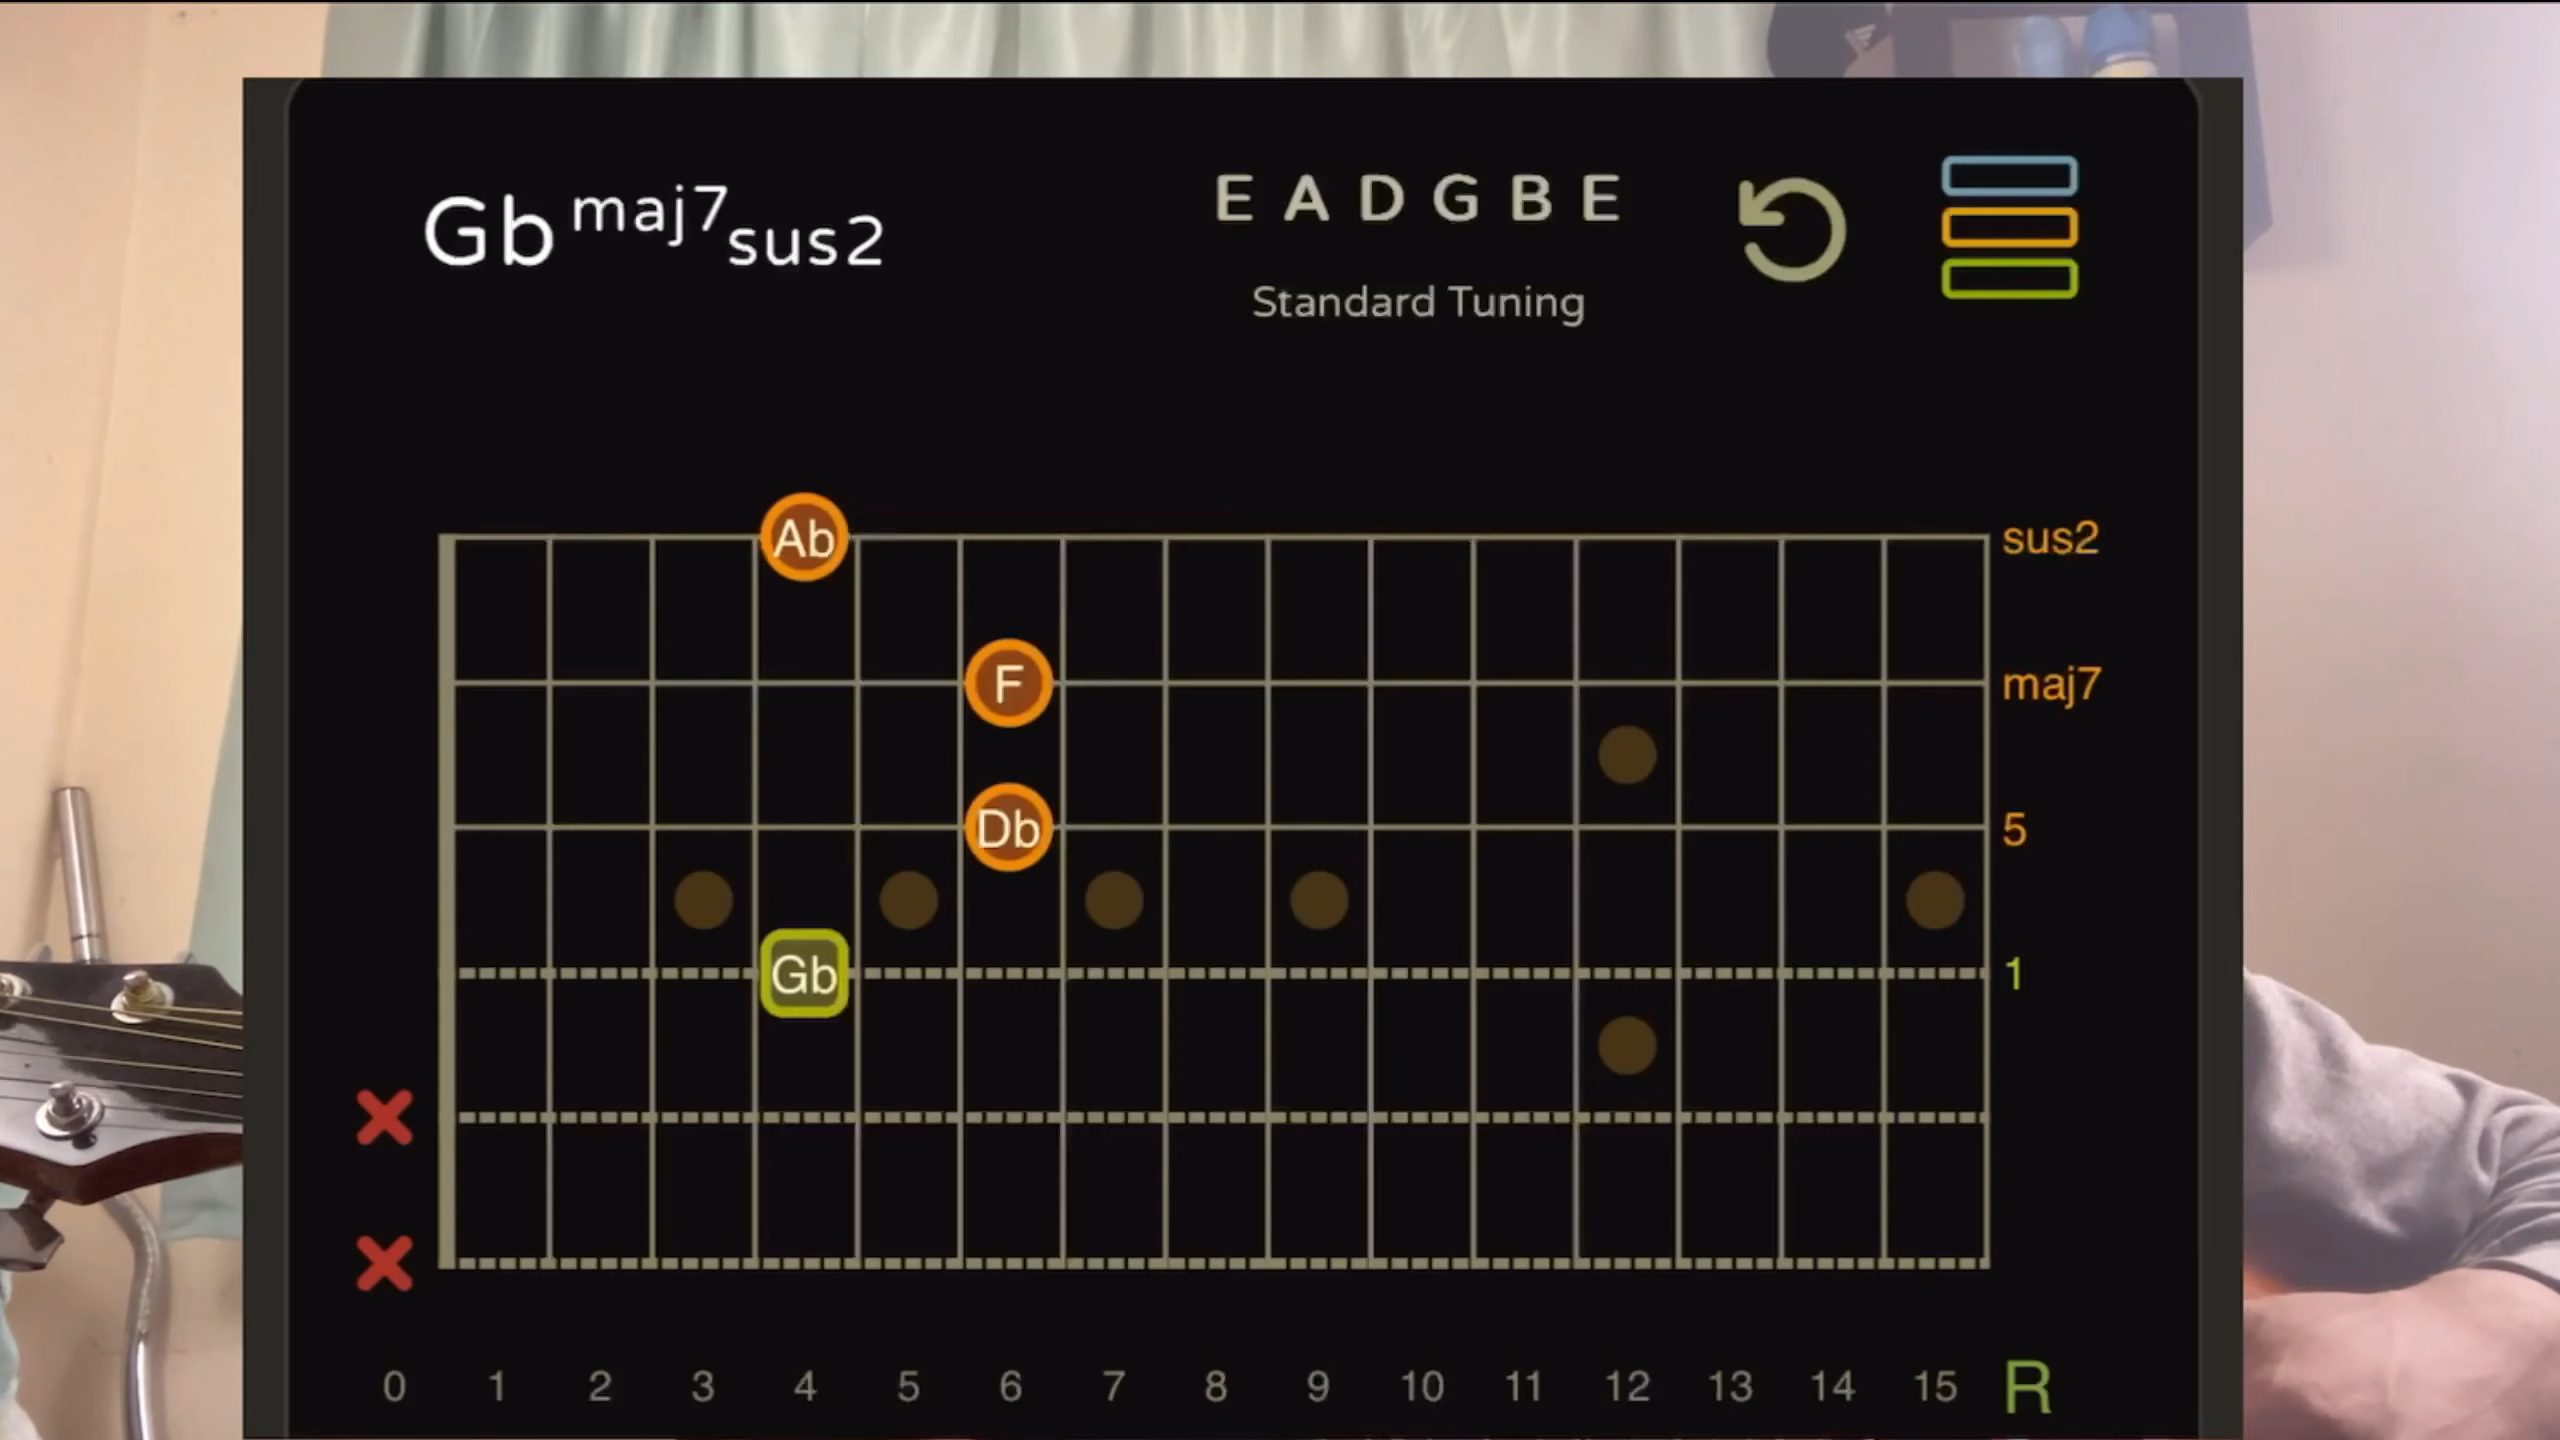 Gb maj7 sus2
E A D G B E
Standard Tuning
Ab
sus2
F
maj7
Db
5
Gb
1
0 1 2 3 4 5 6 7 8 9 10 11 12 13 14 15 R